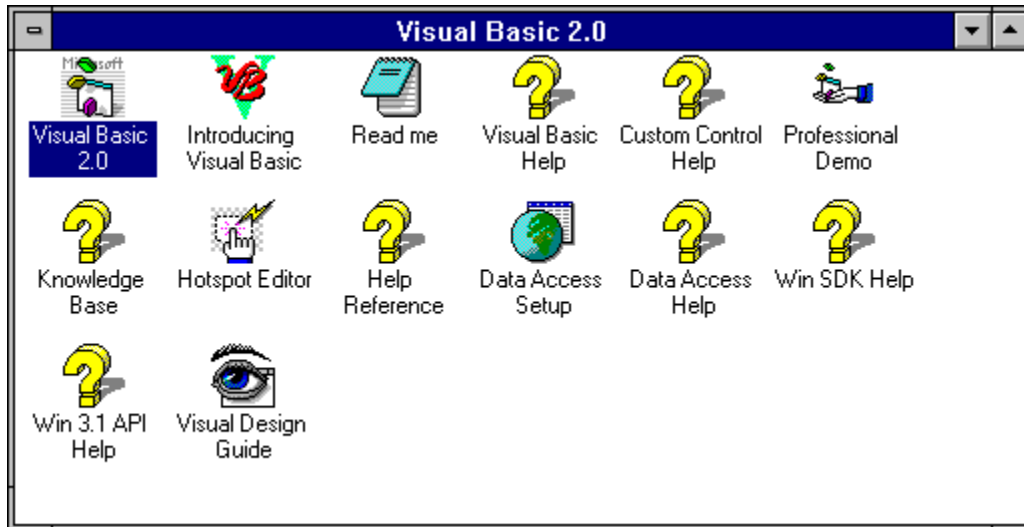 Visual Basic 2.0
Microsoft
VB
Visual Basic
2.0
Introducing
Visual Basic
Read me
Visual Basic
Help
Custom Control
Help
Professional
Demo
Knowledge
Base
Hotspot Editor
Help
Reference
Data Access
Setup
Data Access
Help
Win SDK Help
Win 3.1 API
Help
Visual Design
Guide